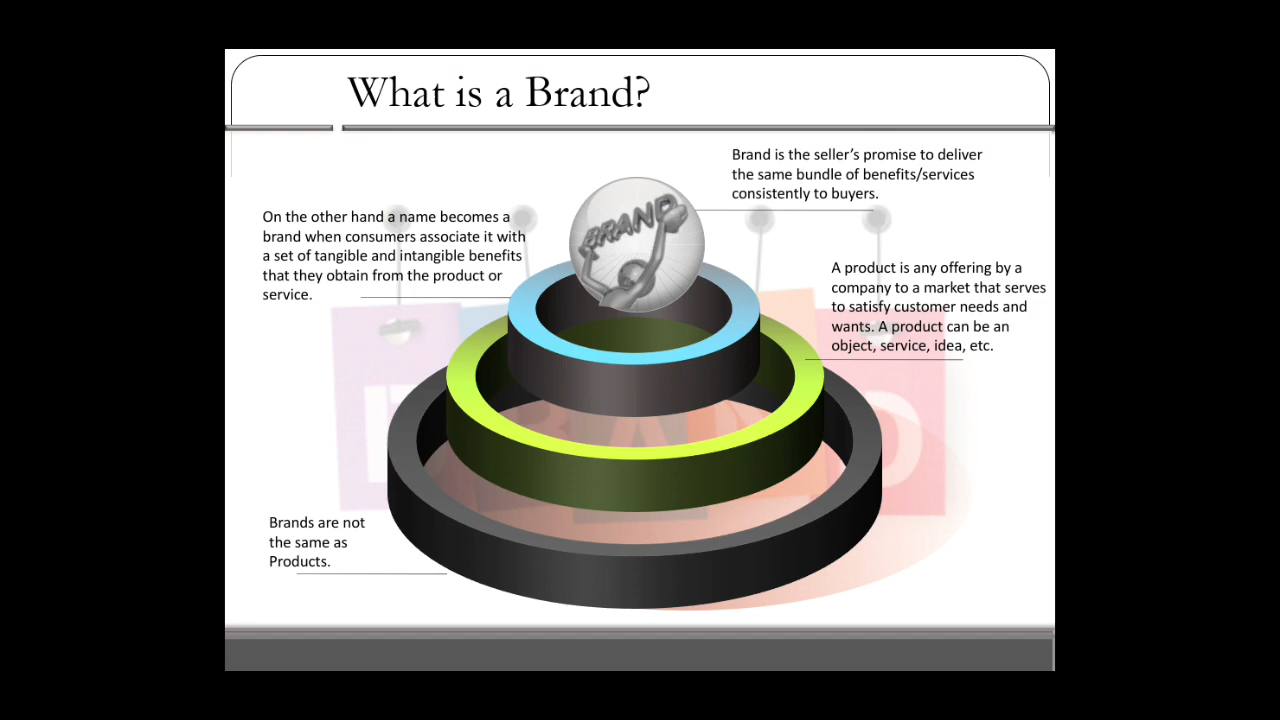 What is a Brand?
Brand is the seller’s promise to deliver
the same bundle of benefits/services
consistently to buyers.
BRAND
On the other hand a name becomes a
brand when consumers associate it with
a set of tangible and intangible benefits
that they obtain from the product or
service.
A product is any offering by a
company to a market that serves
to satisfy customer needs and
wants. A product can be an
object, service, idea, etc.
BRAND
Brands are not
the same as
Products.